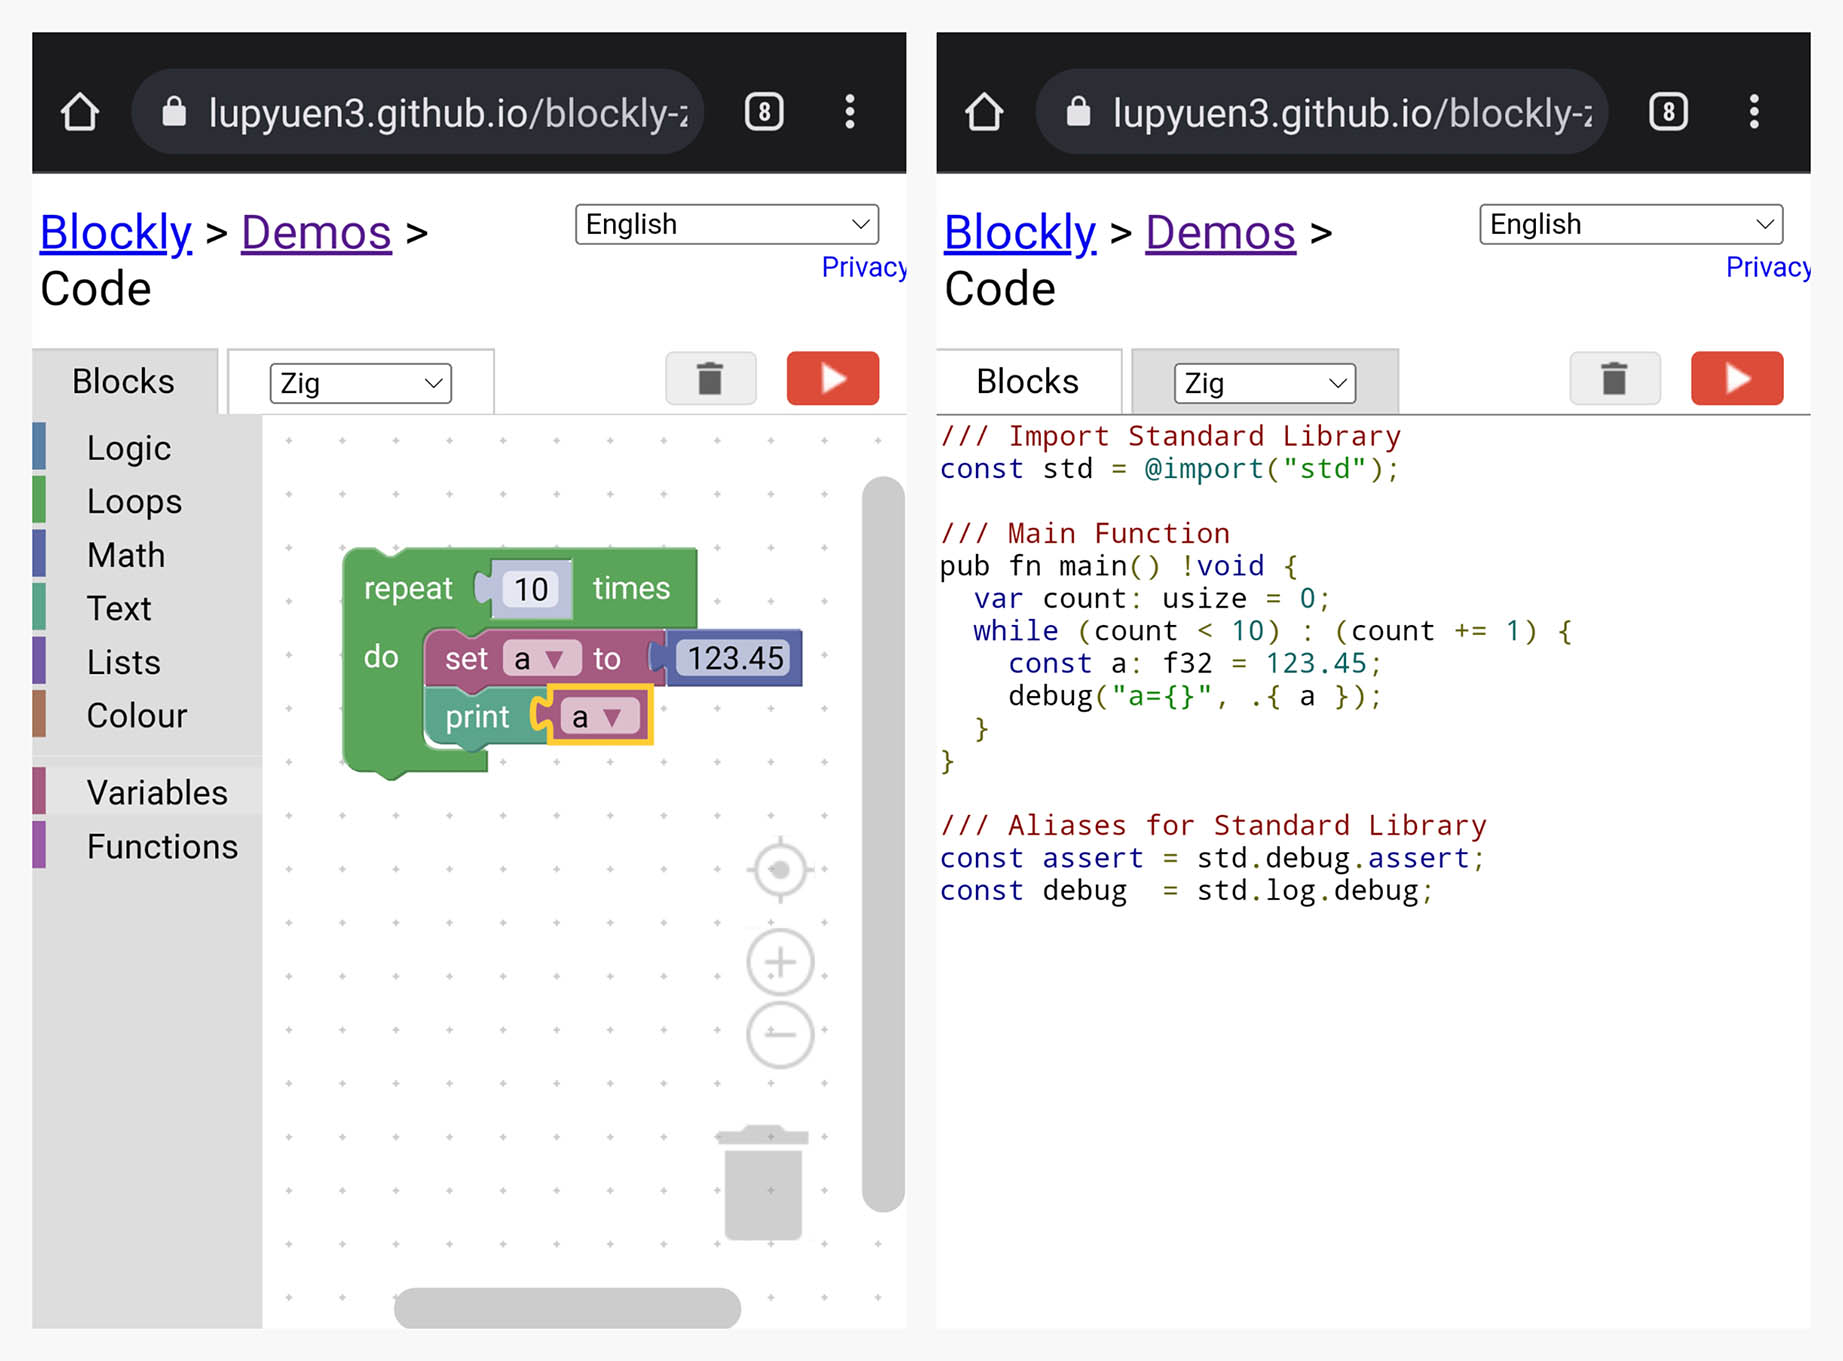 lupyuen3.github.io/blockly-z
8
Blockly > Demos >
Code
English
Privacy
Blocks
Zig
Logic
Loops
Math
Text
Lists
Colour
Variables
Functions
repeat 10 times
do
set a ▼ to 123.45
print a ▼
lupyuen3.github.io/blockly-z
8
Blockly > Demos >
Code
English
Privacy
Blocks
Zig
/// Import Standard Library
const std = @import("std");
/// Main Function
pub fn main() !void {
  var count: usize = 0;
  while (count < 10) : (count += 1) {
    const a: f32 = 123.45;
    debug("a={}", .{ a });
  }
}
/// Aliases for Standard Library
const assert = std.debug.assert;
const debug  = std.log.debug;